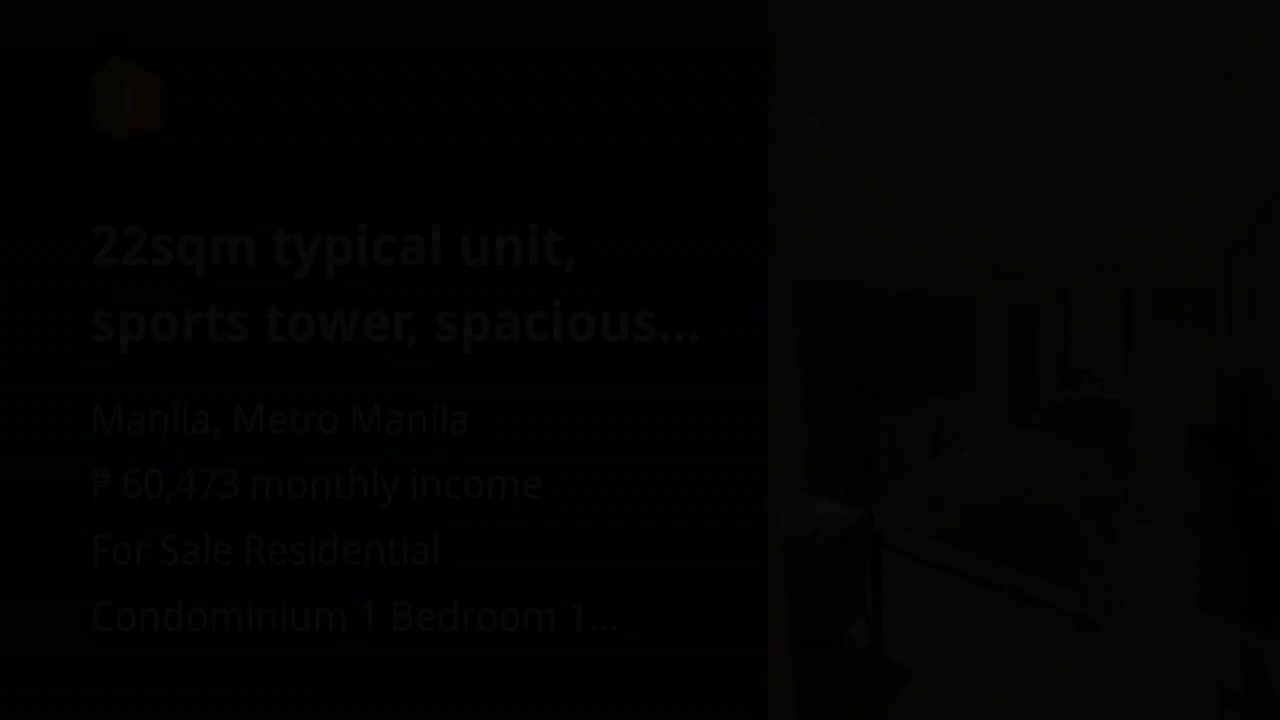 22sqm typical unit,
sports tower, spacious...
Manila, Metro Manila
₱ 60,473 monthly income
For Sale Residential
Condominium 1 Bedroom 1...